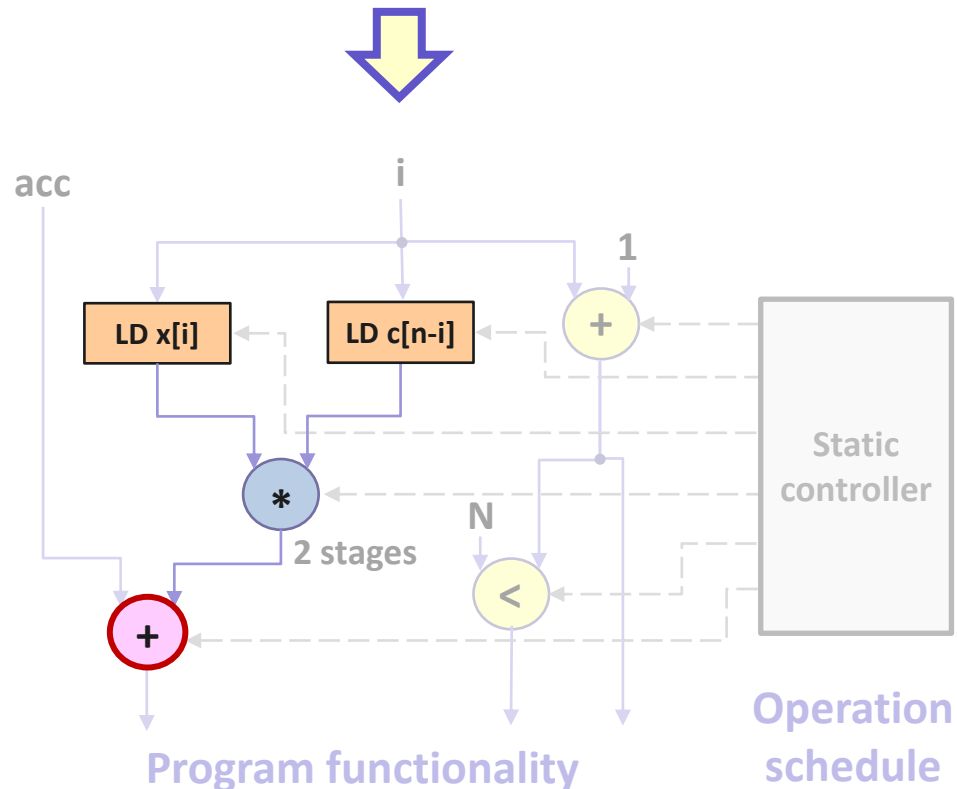 i
acc
1
LD x[i]
LD c[n-i]
+
Static
controller
*
N
2 stages
<
+
Operation
schedule
Program functionality